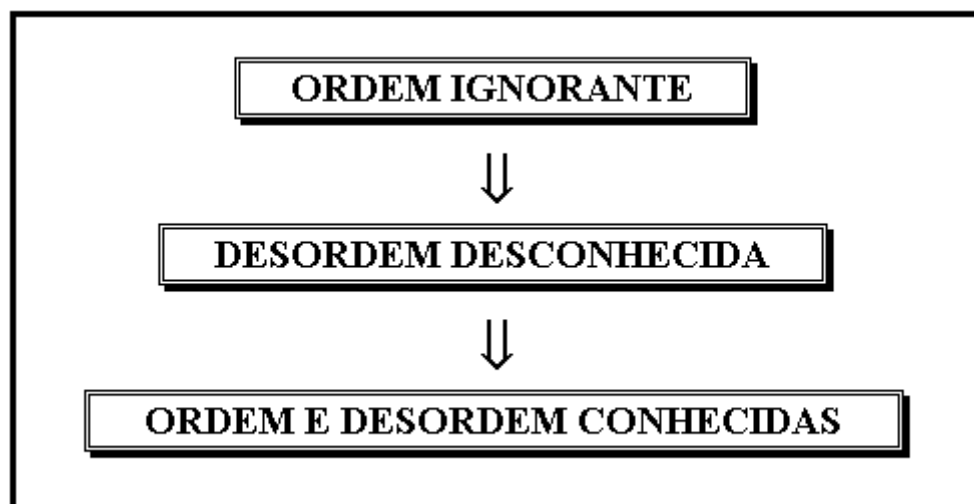 ORDEM IGNORANTE
DESORDEM DESCONHECIDA
ORDEM E DESORDEM CONHECIDAS